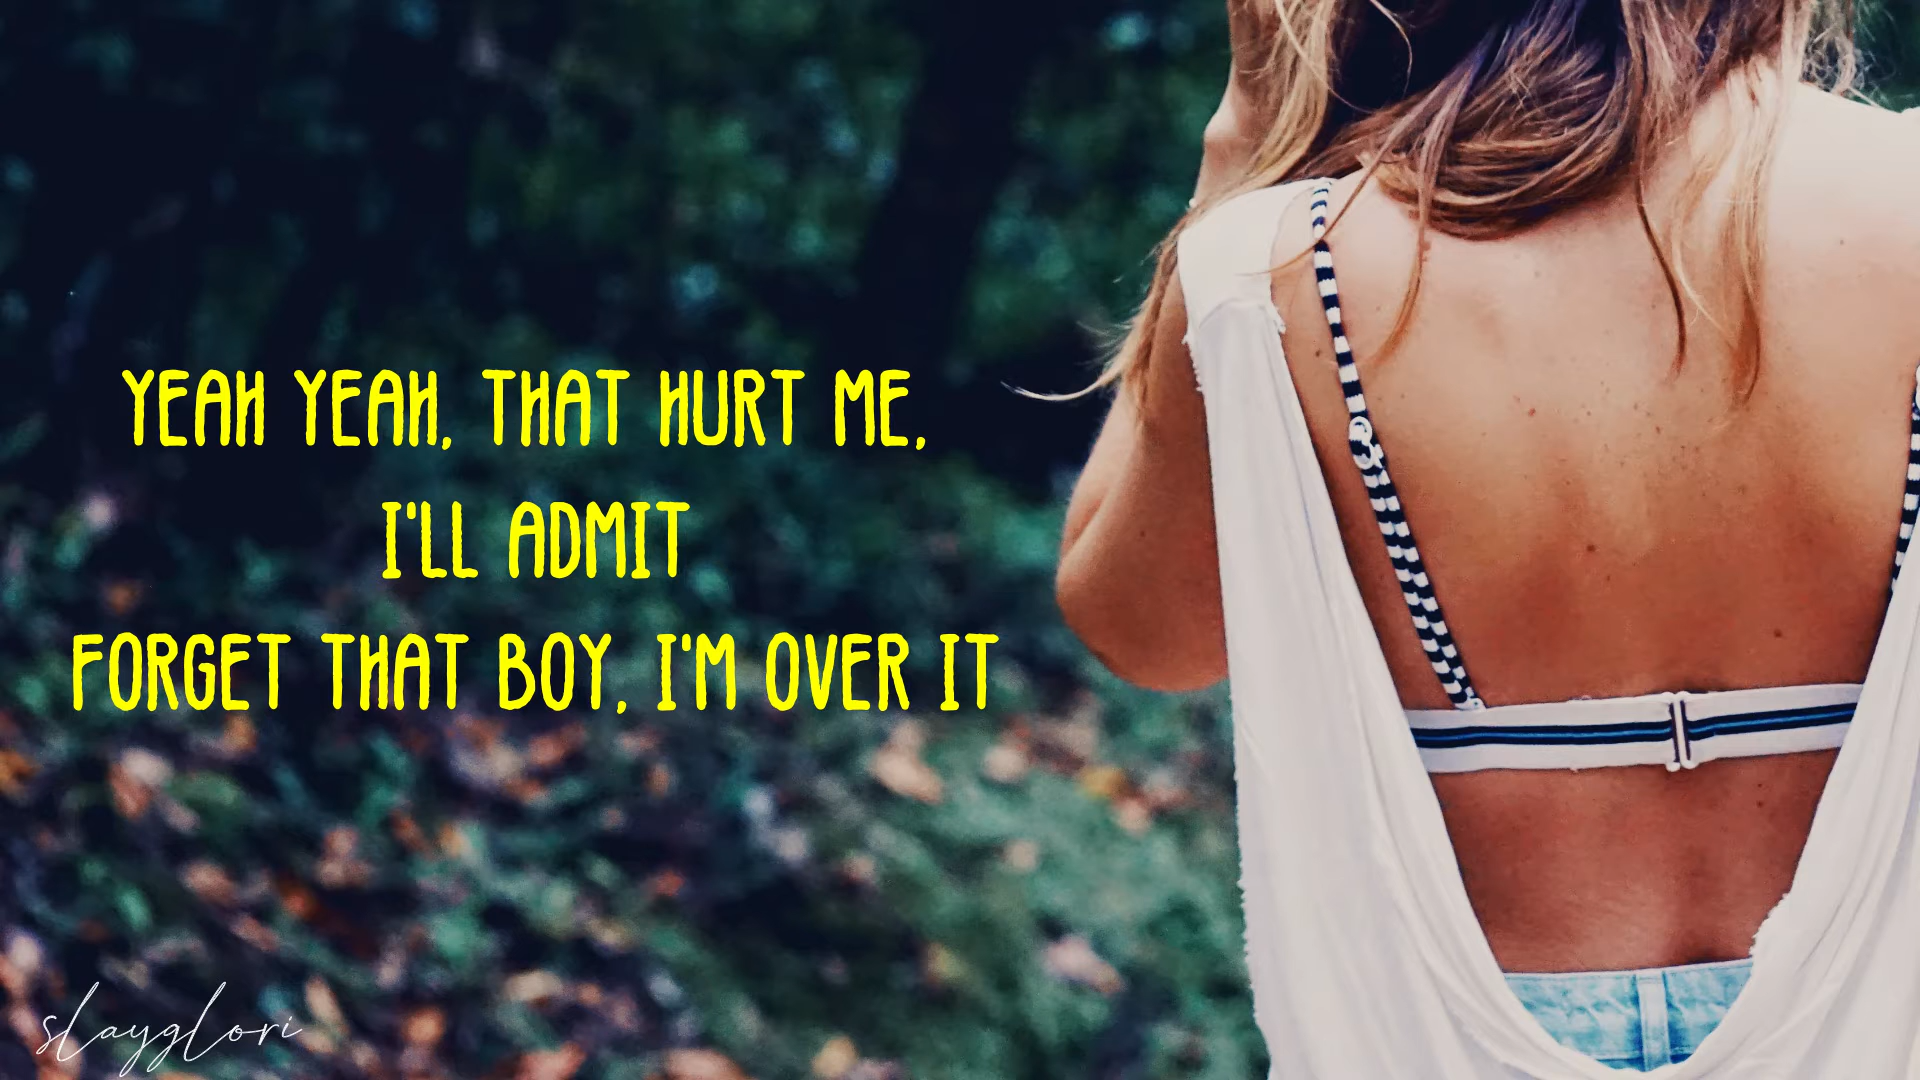 YEAH YEAH, THAT HURT ME,
I'LL ADMIT
FORGET THAT BOY, I'M OVER IT
slayglori